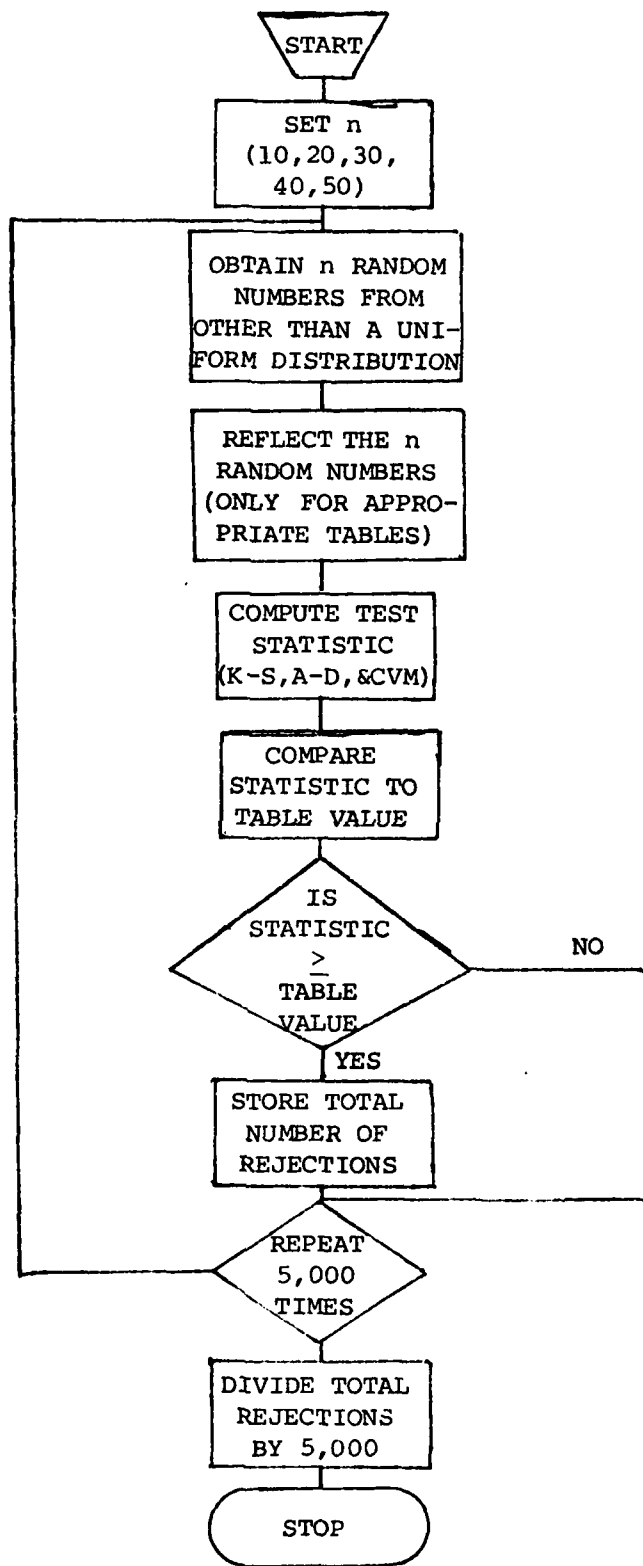 START
SET n
(10,20,30,
40,50)
OBTAIN n RANDOM
NUMBERS FROM
OTHER THAN A UNI-
FORM DISTRIBUTION
REFLECT THE n
RANDOM NUMBERS
(ONLY FOR APPRO-
PRIATE TABLES)
COMPUTE TEST
STATISTIC
(K-S,A-D,&CVM)
COMPARE
STATISTIC TO
TABLE VALUE
IS
STATISTIC
≥
TABLE
VALUE
NO
YES
STORE TOTAL
NUMBER OF
REJECTIONS
REPEAT
5,000
TIMES
DIVIDE TOTAL
REJECTIONS
BY 5,000
STOP